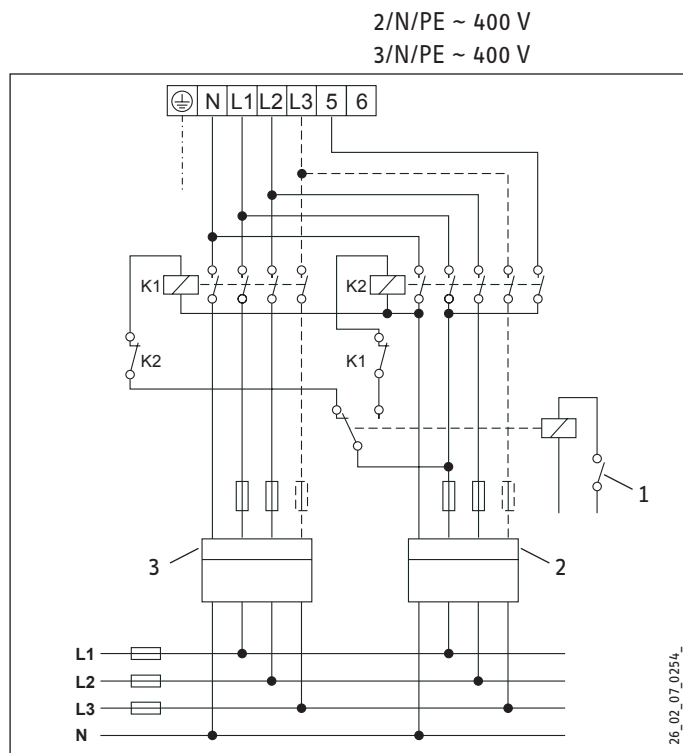 2/N/PE ~ 400 V
3/N/PE ~ 400 V
N L1 L2 L3 5 6
K1
K2
K2
K1
1
3
2
L1
L2
L3
N
26_02_07_0254_